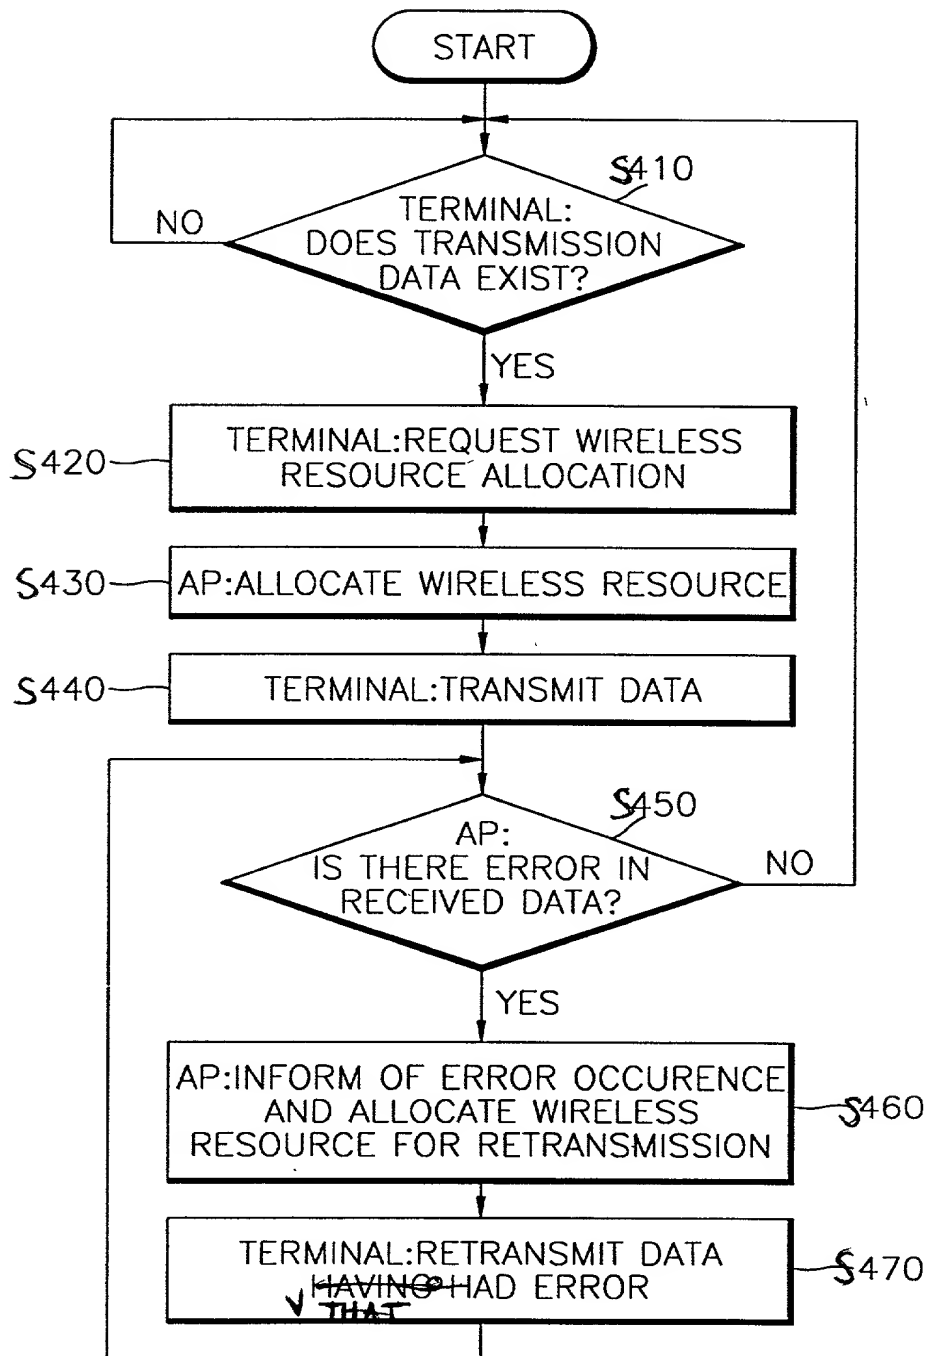 START
S410
TERMINAL:
DOES TRANSMISSION
DATA EXIST?
NO
YES
TERMINAL:REQUEST WIRELESS
RESOURCE ALLOCATION
S420
AP:ALLOCATE WIRELESS RESOURCE
S430
TERMINAL:TRANSMIT DATA
S440
S450
AP:
IS THERE ERROR IN
RECEIVED DATA?
NO
YES
AP:INFORM OF ERROR OCCURENCE
AND ALLOCATE WIRELESS
RESOURCE FOR RETRANSMISSION
S460
TERMINAL:RETRANSMIT DATA
HAVING HAD ERROR
THAT
S470